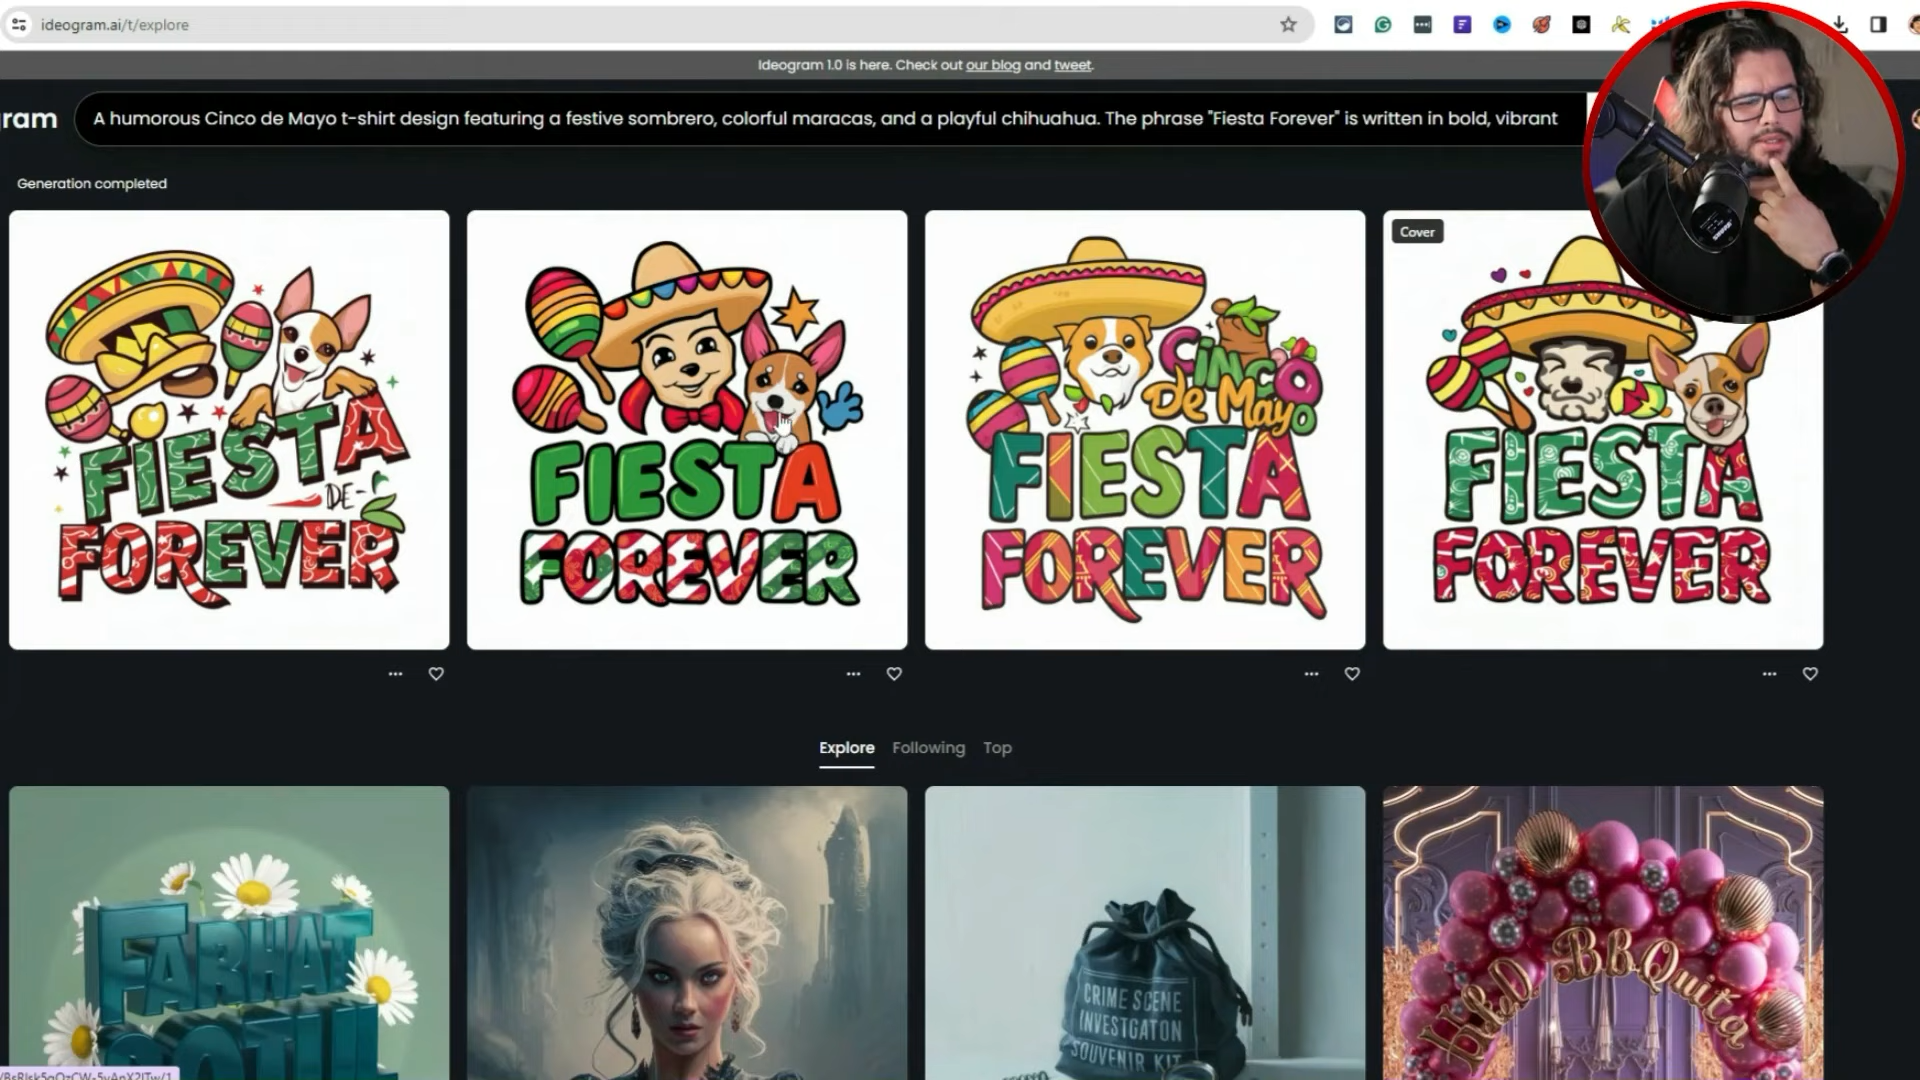 ideogram.ai/t/explore
Ideogram 1.0 is here. Check out our blog and tweet.
gram
A humorous Cinco de Mayo t-shirt design featuring a festive sombrero, colorful maracas, and a playful chihuahua. The phrase "Fiesta Forever" is written in bold, vibrant
Generation completed
FIESTA
DE-
FOREVER
FIESTA
FOREVER
CINCO
De Mayo
FIESTA
FOREVER
Cover
FIESTA
FOREVER
Explore Following Top
FARHAT
CRIME SCENE
INVESTGATON
SOUVENIR KIT
BBQuita